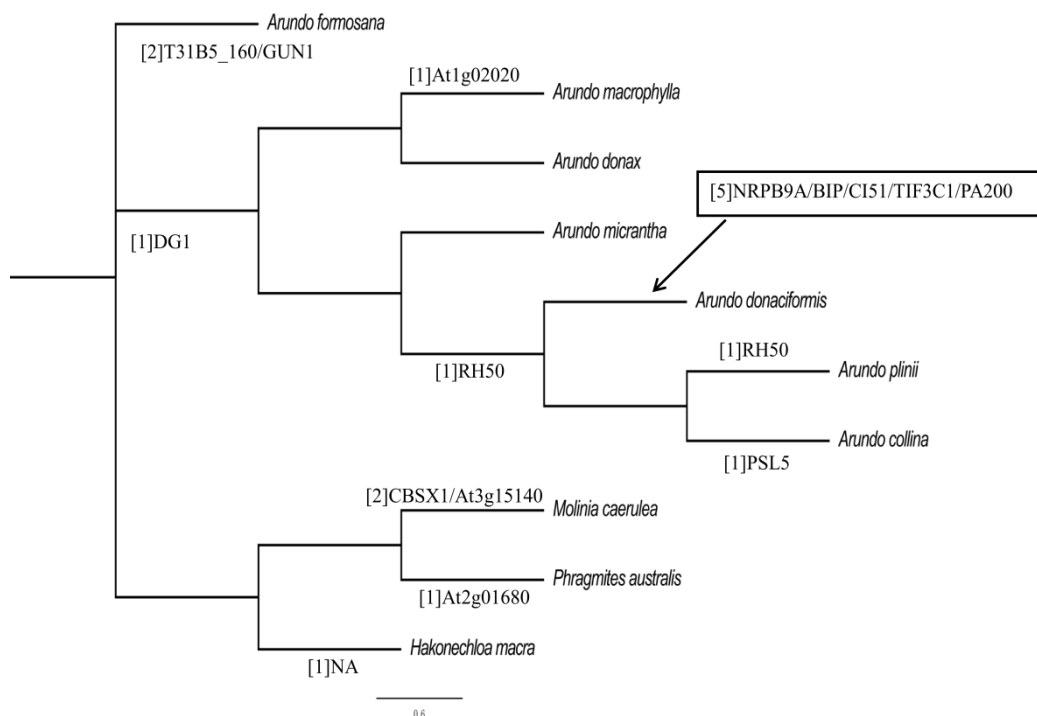 Arundo formosana
[2]T31B5_160/GUN1
[1]At1g02020
Arundo macrophylla
Arundo donax
[5]NRPB9A/BIP/CI51/TIF3C1/PA200
[1]DG1
Arundo micrantha
Arundo donaciformis
[1]RH50
[1]RH50
Arundo plinii
Arundo collina
[1]PSL5
[2]CBSX1/At3g15140
Molinia caerulea
Phragmites australis
[1]At2g01680
Hakonechloa macra
[1]NA
0.6